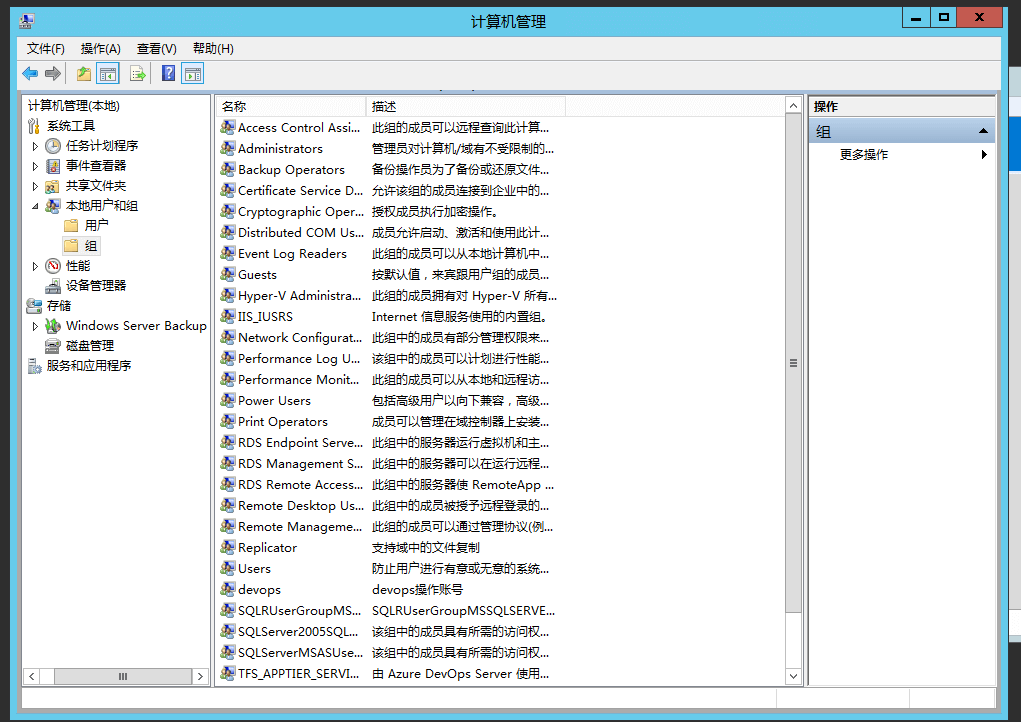 计算机管理
文件(F) 操作(A) 查看(V) 帮助(H)
计算机管理(本地)
系统工具
任务计划程序
事件查看器
共享文件夹
本地用户和组
用户
组
性能
设备管理器
存储
Windows Server Backup
磁盘管理
服务和应用程序
名称 描述
Access Control Assi... 此组的成员可以远程查询此计算...
Administrators 管理员对计算机/域有不受限制的...
Backup Operators 备份操作员为了备份或还原文件...
Certificate Service D... 允许该组的成员连接到企业中的...
Cryptographic Oper... 授权成员执行加密操作。
Distributed COM Us... 成员允许启动、激活和使用此计...
Event Log Readers 此组的成员可以从本地计算机中...
Guests 按默认值，来宾跟用户组的成员...
Hyper-V Administra... 此组的成员拥有对 Hyper-V 所有...
IIS_IUSRS Internet 信息服务使用的内置组。
Network Configurat... 此组中的成员有部分管理权限来...
Performance Log U... 该组中的成员可以计划进行性能...
Performance Monit... 此组的成员可以从本地和远程访...
Power Users 包括高级用户以向下兼容，高级...
Print Operators 成员可以管理在域控制器上安装...
RDS Endpoint Serve... 此组中的服务器运行虚拟机和主...
RDS Management S... 此组中的服务器可以在运行远程...
RDS Remote Access... 此组中的服务器使 RemoteApp ...
Remote Desktop Us... 此组中的成员被授予远程登录的...
Remote Manageme... 此组的成员可以通过管理协议(例...
Replicator 支持域中的文件复制
Users 防止用户进行有意或无意的系统...
devops devops操作账号
SQLRUserGroupMS... SQLRUserGroupMSSQLSERVE...
SQLServer2005SQL... 该组中的成员具有所需的访问权...
SQLServerMSASUse... 该组中的成员具有所需的访问权...
TFS_APPTIER_SERVI... 由 Azure DevOps Server 使用...
操作
组
更多操作